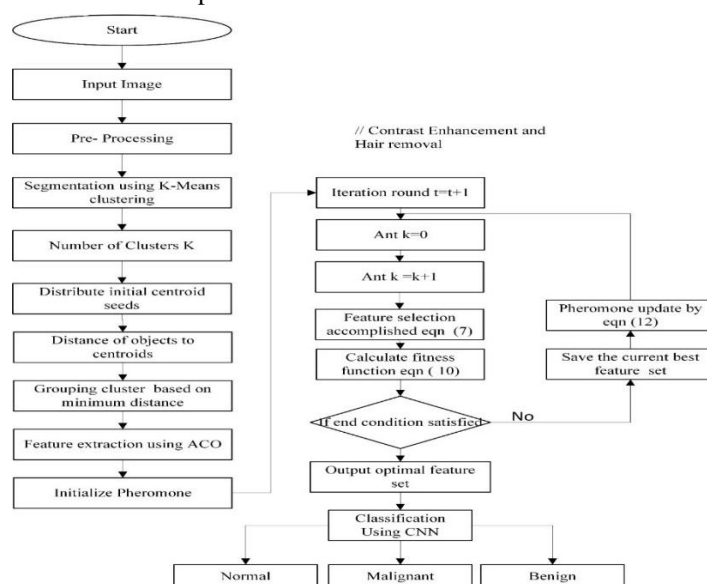 Start
Input Image
Pre- Processing
Segmentation using K-Means
clustering
Number of Clusters K
Distribute initial centroid
seeds
Distance of objects to
centroids
Grouping cluster based on
minimum distance
Feature extraction using ACO
Initialize Pheromone
// Contrast Enhancement and
Hair removal
Iteration round t=t+1
Ant k=0
Ant k =k+1
Feature selection
accomplished eqn (7)
Calculate fitness
function eqn ( 10)
If end condition satisfied
No
Save the current best
feature set
Pheromone update by
eqn (12)
Output optimal feature
set
Classification
Using CNN
Normal
Malignant
Benign